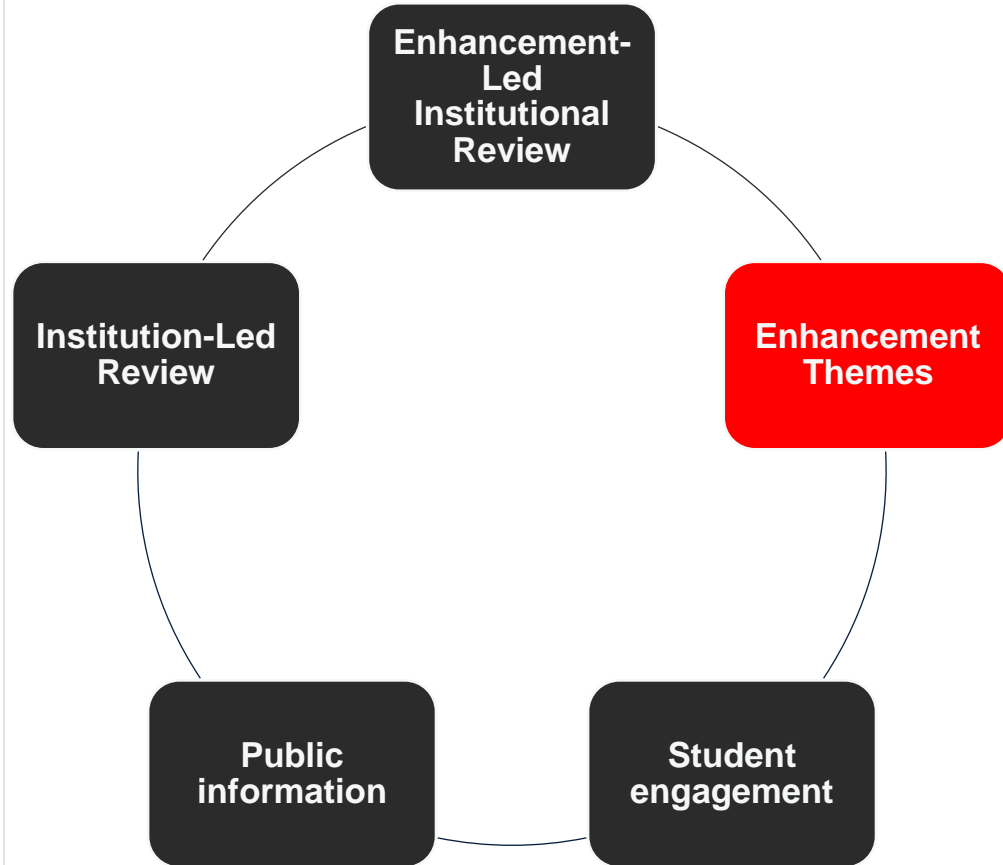 Enhancement-
Led
Institutional
Review
Institution-Led
Review
Enhancement
Themes
Public
information
Student
engagement